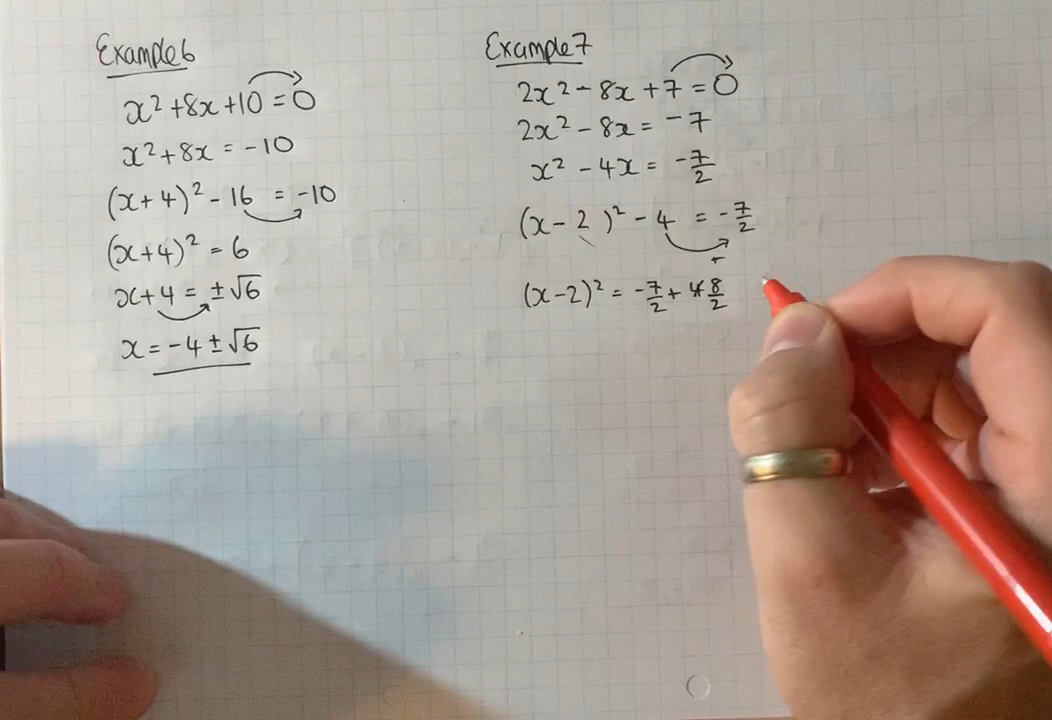 Example 6
x² + 8x + 10 = 0
x² + 8x = -10
(x + 4)² - 16 = -10
(x + 4)² = 6
x + 4 = ±√6
x = -4 ± √6
Example 7
2x² - 8x + 7 = 0
2x² - 8x = -7
x² - 4x = -7/2
(x - 2)² - 4 = -7/2
+
(x - 2)² = -7/2 + 4 8/2